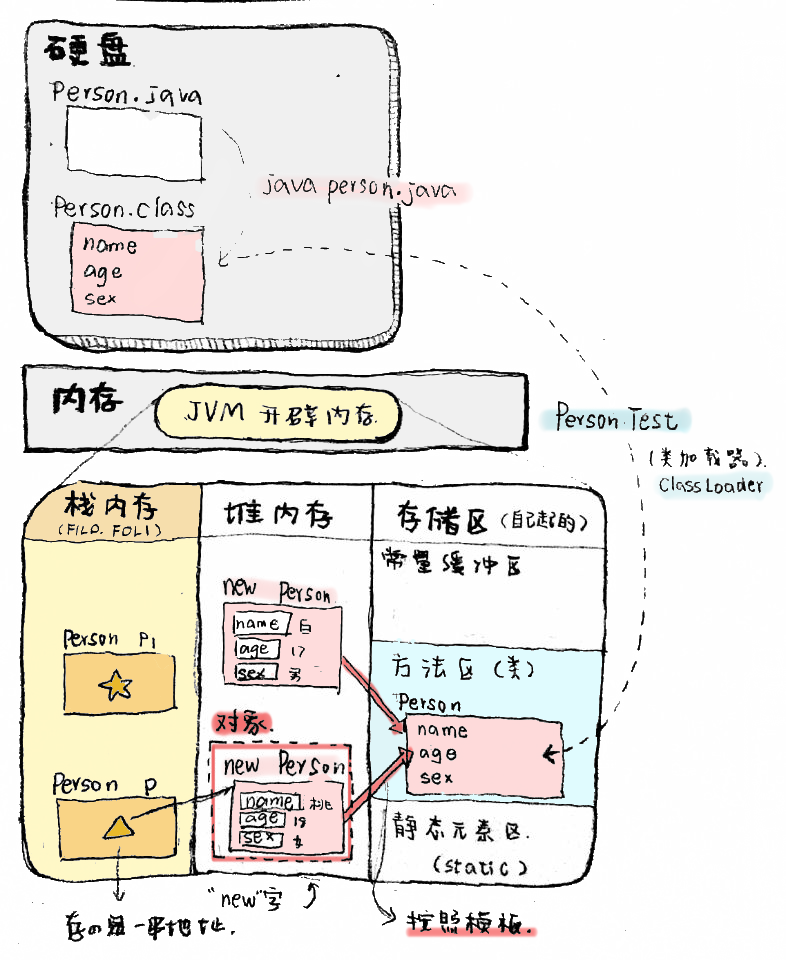 硬盘
Person.java
java person.java
Person.class
name
age
sex
内存
JVM 开辟内存
Person Test
(类加载器).
ClassLoader
栈内存
(FILO. FOLI)
堆内存
存储区(自己起的)
常量缓冲区
new Person
name 白
age 17
sex 男
Person P1
方法区(类)
Person
name
age
sex
对象.
new Person
name 桃
age 18
sex 女
Person P
静态元素区.
(static)
"new"字
存の是一串地址.
按照模板.